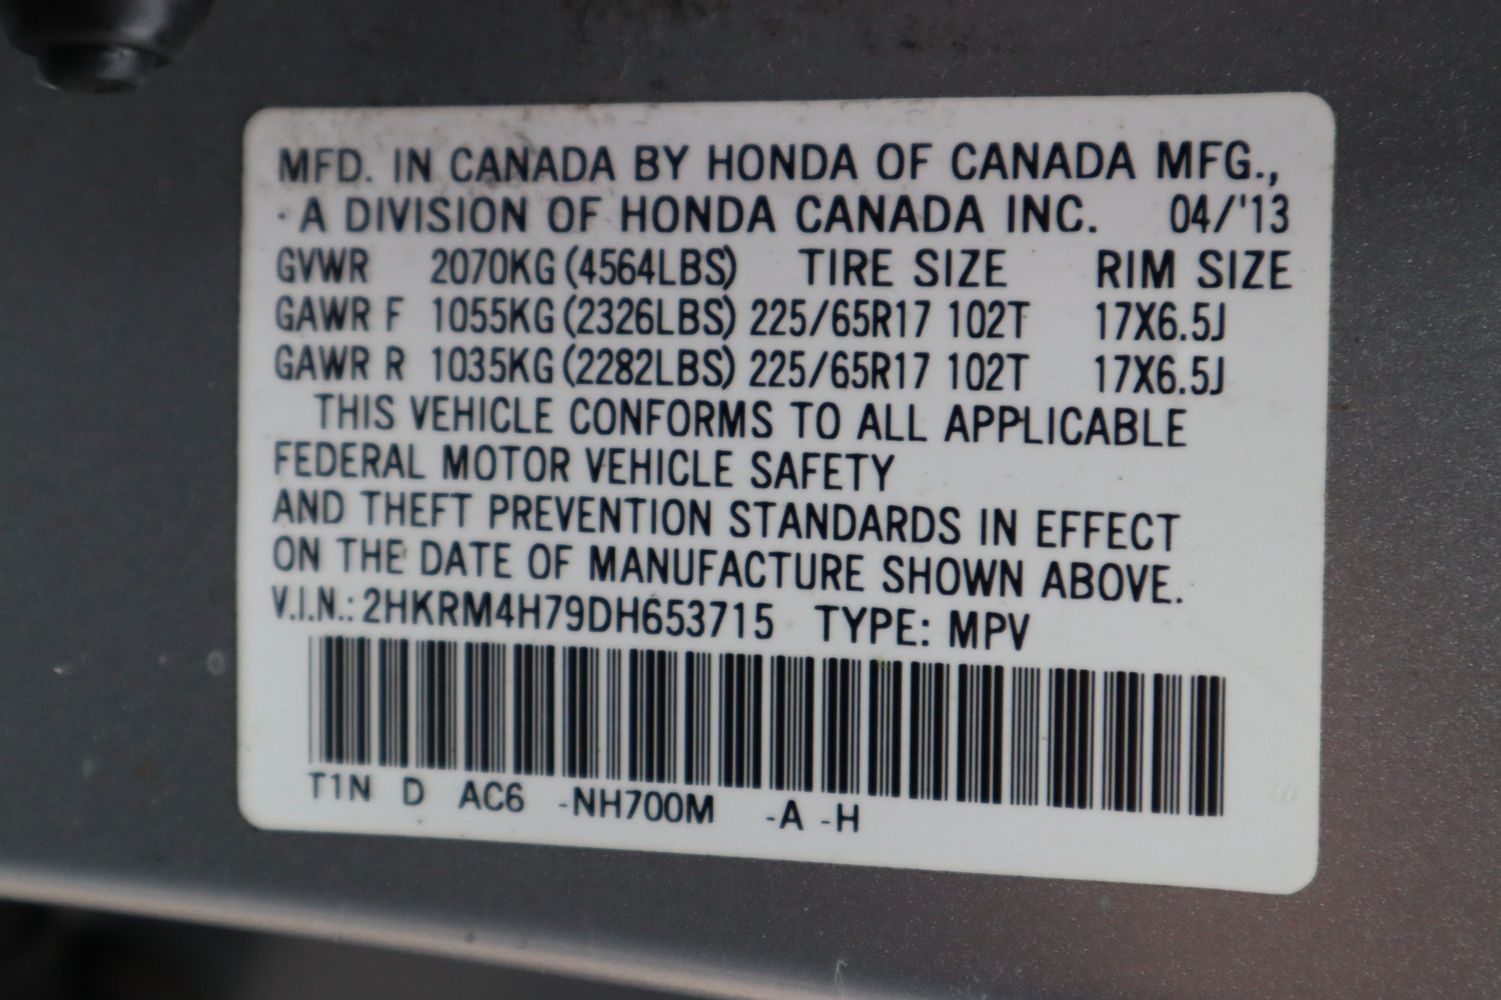 MFD. IN CANADA BY HONDA OF CANADA MFG.,
A DIVISION OF HONDA CANADA INC. 04/'13
GVWR 2070KG (4564LBS) TIRE SIZE RIM SIZE
GAWR F 1055KG (2326LBS) 225/65R17 102T 17X6.5J
GAWR R 1035KG (2282LBS) 225/65R17 102T 17X6.5J
THIS VEHICLE CONFORMS TO ALL APPLICABLE
FEDERAL MOTOR VEHICLE SAFETY
AND THEFT PREVENTION STANDARDS IN EFFECT
ON THE DATE OF MANUFACTURE SHOWN ABOVE.
V.I.N.: 2HKRM4H79DH653715 TYPE: MPV
T1N D AC6 -NH700M -A -H